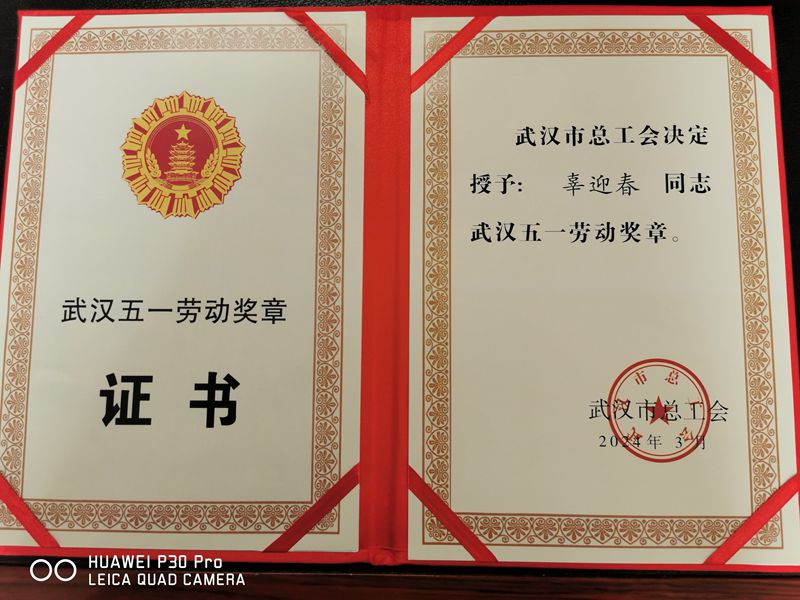 武汉五一劳动奖章
证书
武汉市总工会决定
授予： 辜迎春 同志
武汉五一劳动奖章。
武汉市总工会
2024年 3月
HUAWEI P30 Pro
LEICA QUAD CAMERA